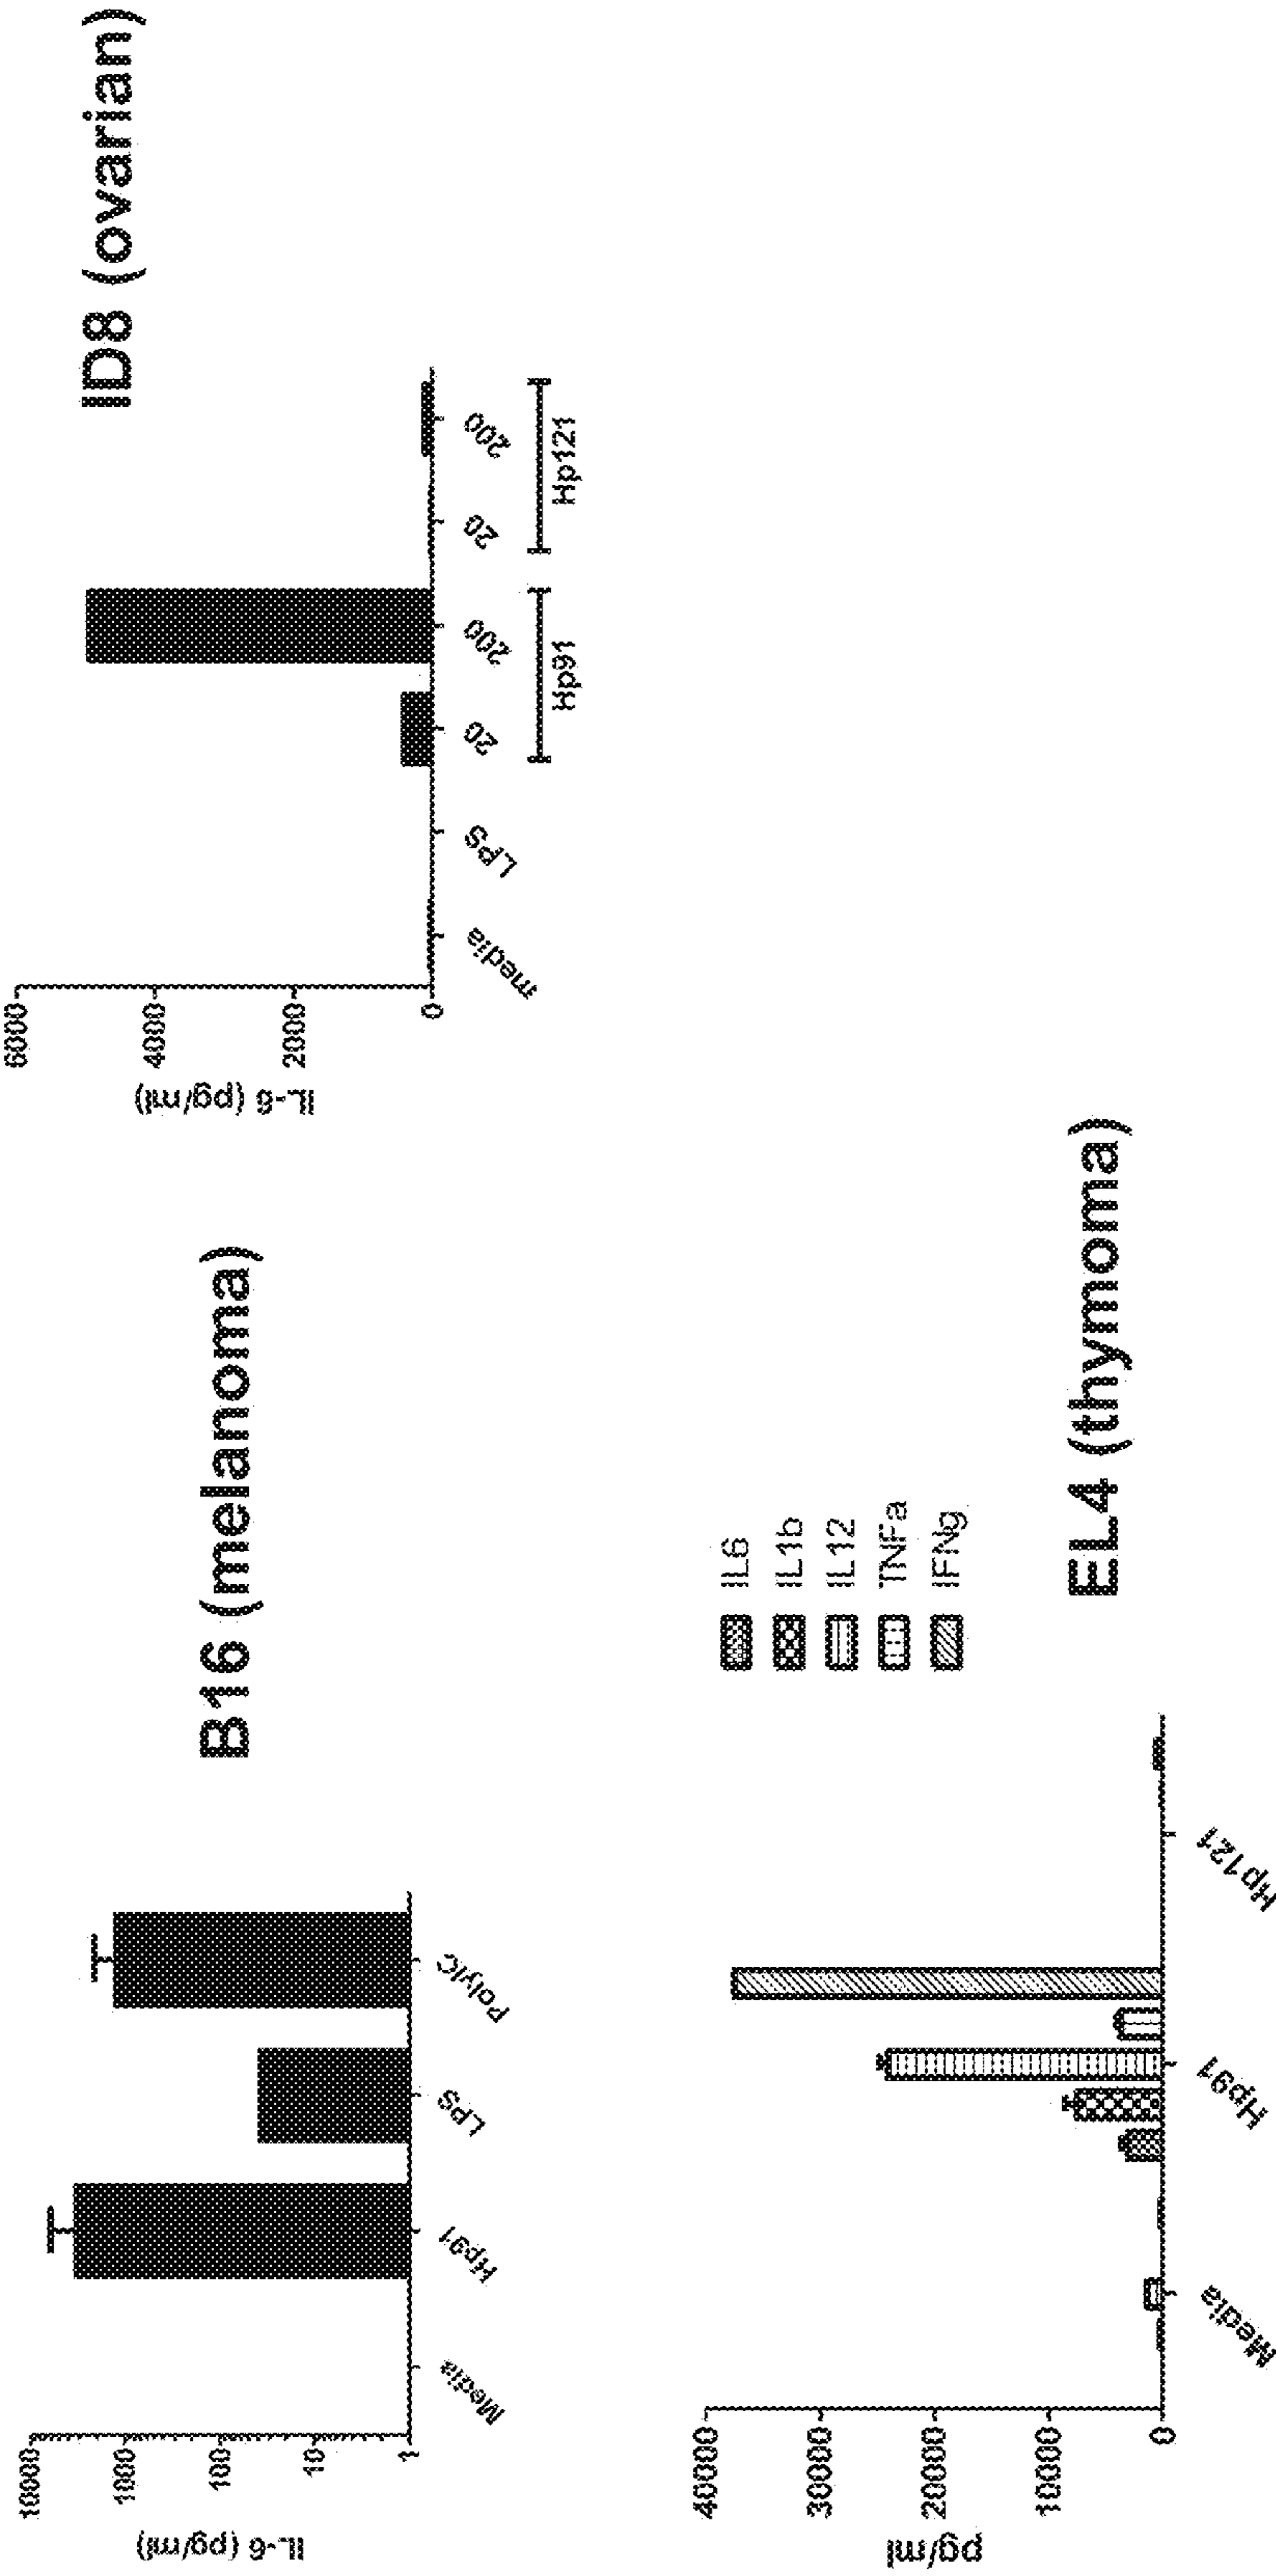 B16 (melanoma)
IL-6 (pg/ml)
10000
1000
100
10
1
Media
Hp91
LPS
PolyIC
ID8 (ovarian)
IL-6 (pg/ml)
6000
4000
2000
0
media
LPS
20
200
20
200
Hp91
Hp121
EL4 (thymoma)
pg/ml
40000
30000
20000
10000
0
Media
Hp91
Hp121
IL6
IL1b
IL12
TNFa
IFNg